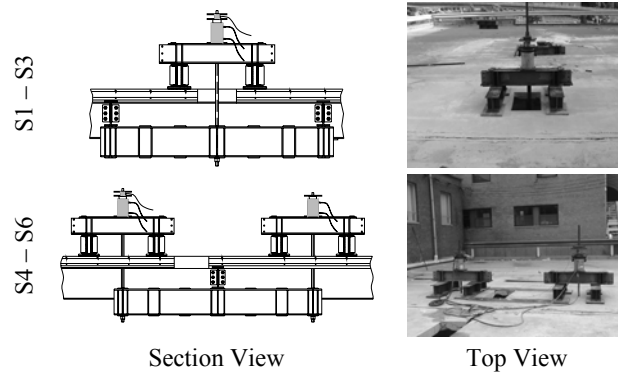 S1 – S3
S4 – S6
Section View
Top View